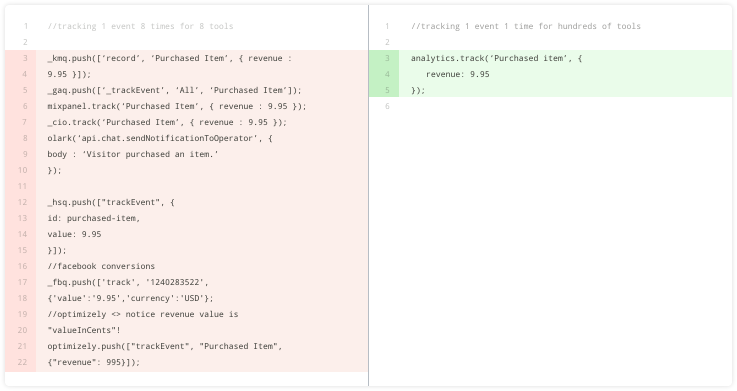 1 //tracking 1 event 8 times for 8 tools
2
3 _kmq.push([‘record’, ‘Purchased Item’, { revenue :
4 9.95 }]);
5 _gaq.push([‘_trackEvent’, ‘All’, ‘Purchased Item’]);
6 mixpanel.track(‘Purchased Item’, { revenue : 9.95 });
7 _cio.track(‘Purchased Item’, { revenue : 9.95 });
8 olark(‘api.chat.sendNotificationToOperator’, {
9 body : ‘Visitor purchased an item.’
10 });
11
12 _hsq.push(["trackEvent", {
13 id: purchased-item,
14 value: 9.95
15 }]);
16 //facebook conversions
17 _fbq.push(['track', '1240283522',
18 {'value':'9.95','currency':'USD'};
19 //optimizely <> notice revenue value is
20 "valueInCents"!
21 optimizely.push(["trackEvent", "Purchased Item",
22 {"revenue": 995}]);
1 //tracking 1 event 1 time for hundreds of tools
2
3 analytics.track(‘Purchased item’, {
4 revenue: 9.95
5 });
6